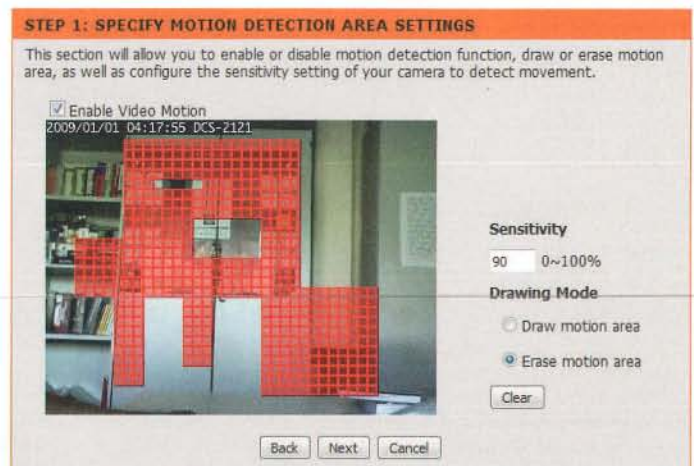 STEP 1: SPECIFY MOTION DETECTION AREA SETTINGS
This section will allow you to enable or disable motion detection function, draw or erase motion
area, as well as configure the sensitivity setting of your camera to detect movement.
Enable Video Motion
2009/01/01 04:17:55 DCS-2121
Sensitivity
90 0~100%
Drawing Mode
Draw motion area
Erase motion area
Clear
Back Next Cancel